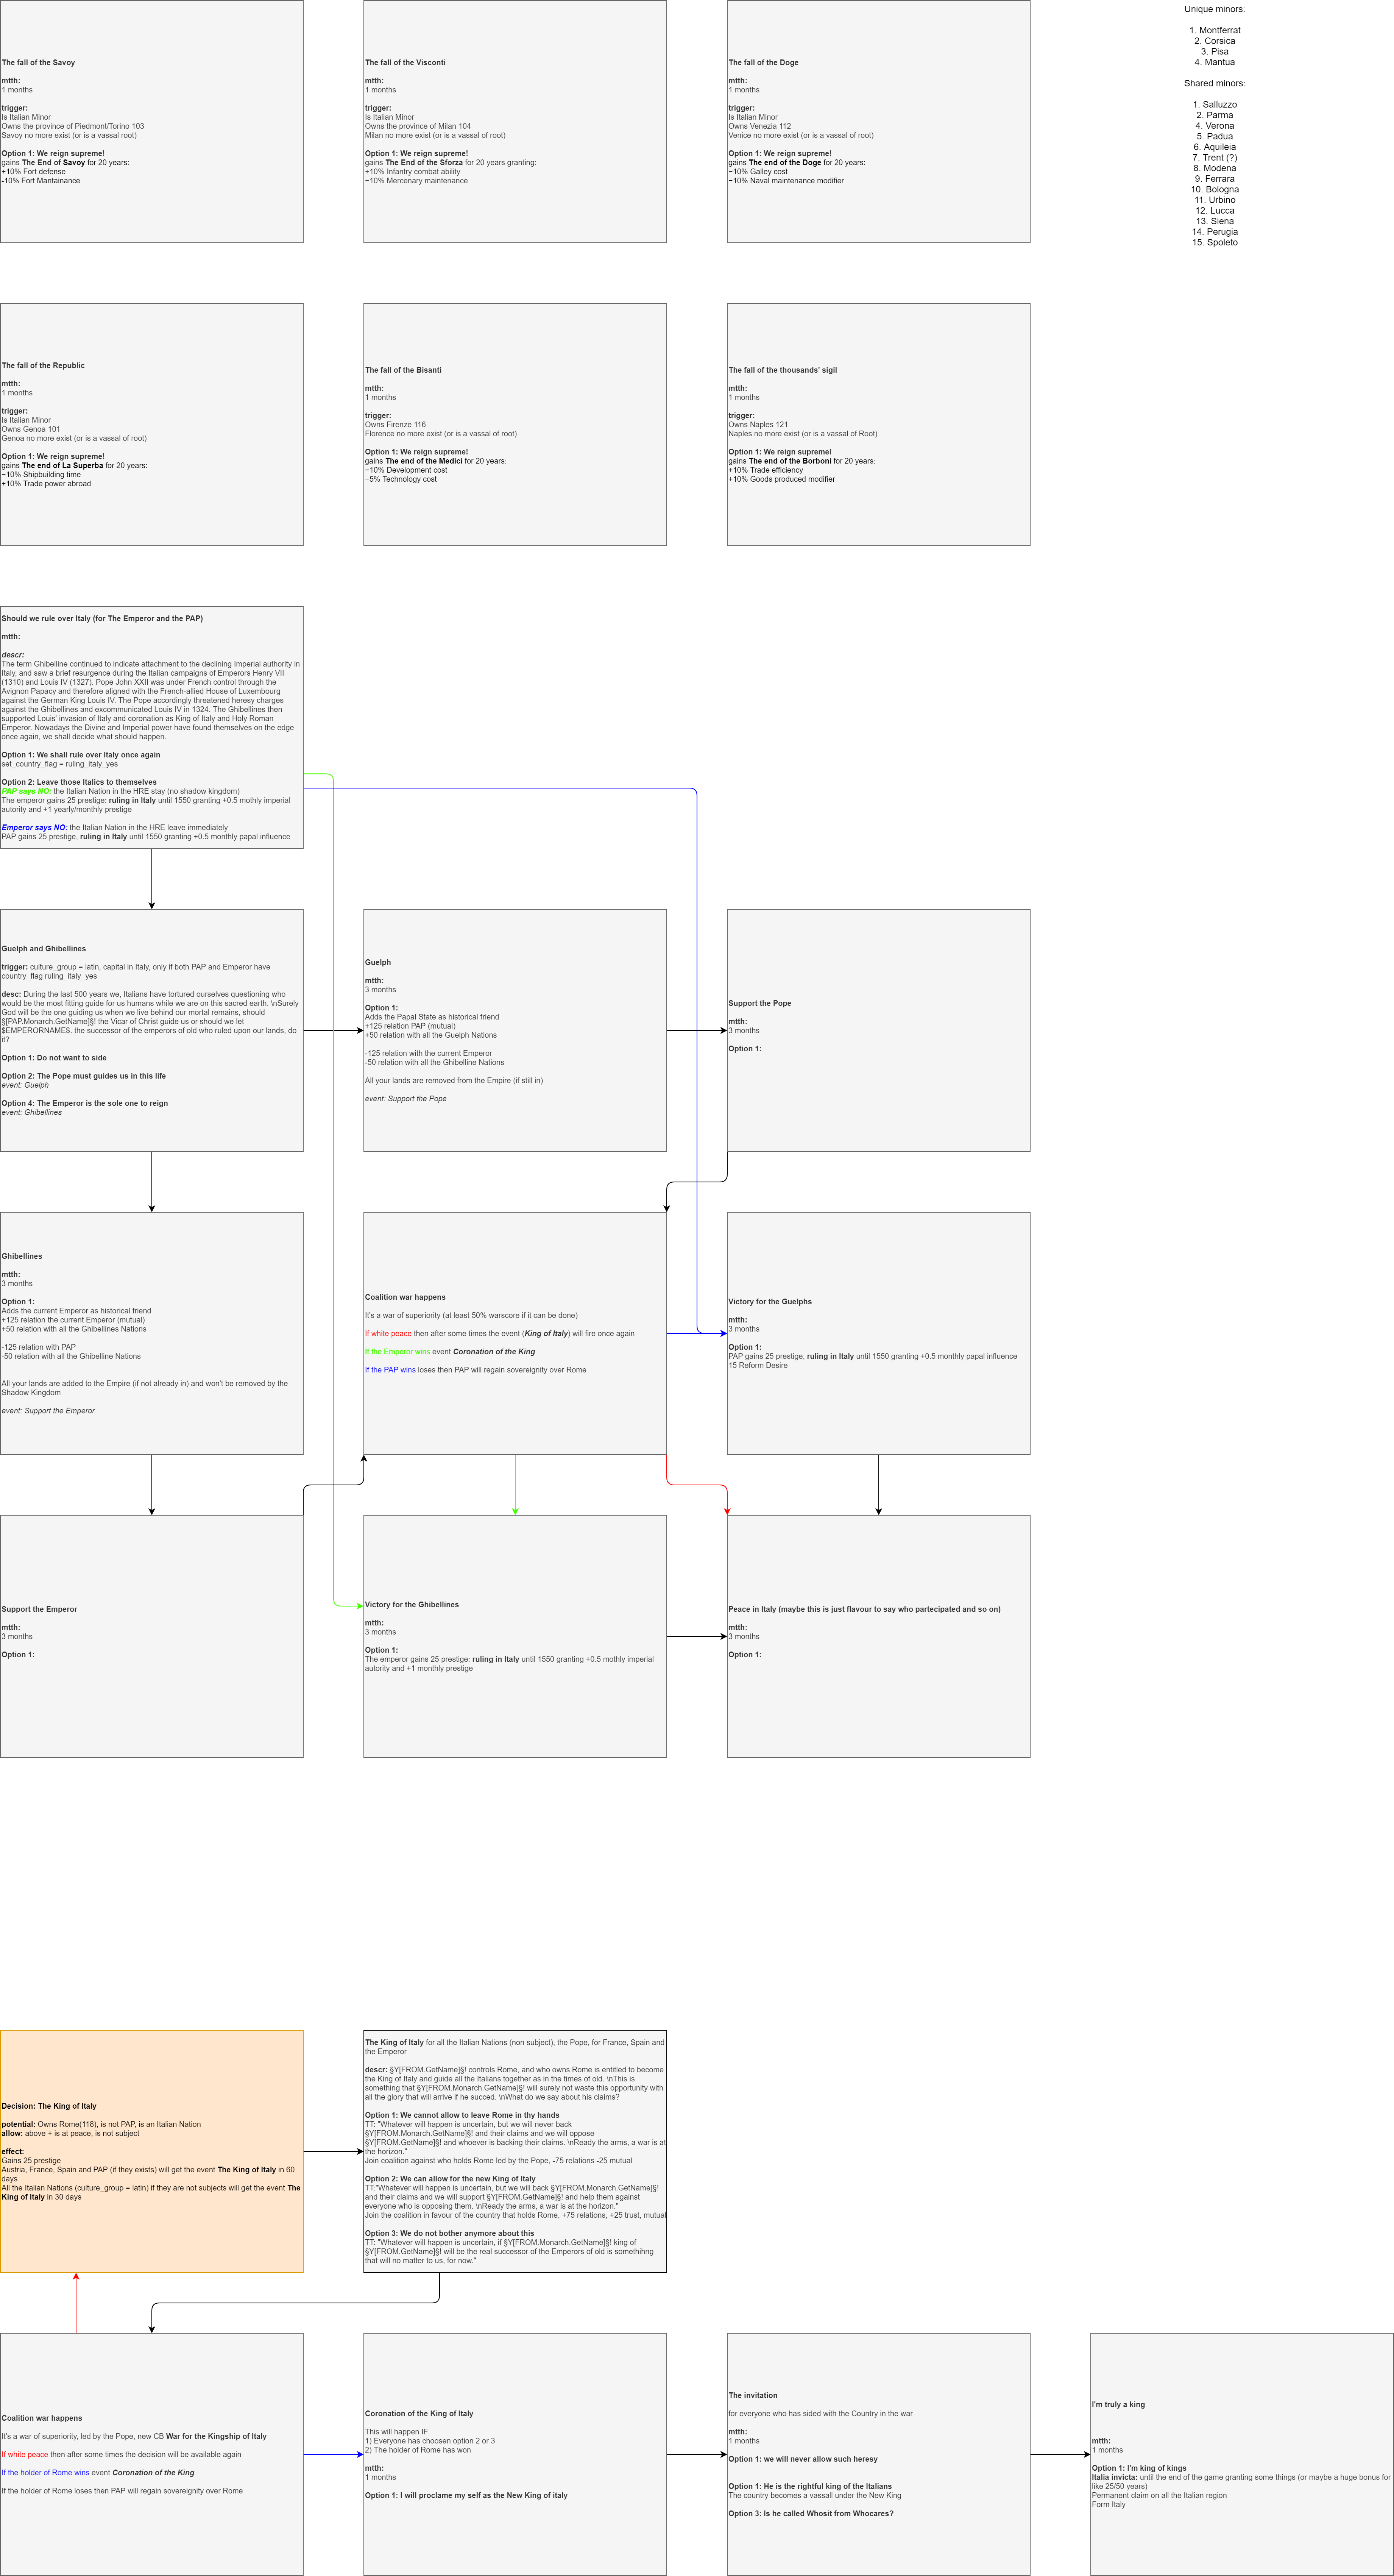 The fall of the Savoy
mtth:
1 months
trigger:
Is Italian Minor
Owns the province of Piedmont/Torino 103
Savoy no more exist (or is a vassal root)
Option 1: We reign supreme!
gains The End of Savoy for 20 years:
+10% Fort defense
-10% Fort Mantainance
The fall of the Visconti
mtth:
1 months
trigger:
Is Italian Minor
Owns the province of Milan 104
Milan no more exist (or is a vassal of root)
Option 1: We reign supreme!
gains The End of the Sforza for 20 years granting:
+10% Infantry combat ability
−10% Mercenary maintenance
The fall of the Doge
mtth:
1 months
trigger:
Is Italian Minor
Owns Venezia 112
Venice no more exist (or is a vassal of root)
Option 1: We reign supreme!
gains The end of the Doge for 20 years:
−10% Galley cost
−10% Naval maintenance modifier
Unique minors:
1. Montferrat
2. Corsica
3. Pisa
4. Mantua
Shared minors:
1. Salluzzo
2. Parma
4. Verona
5. Padua
6. Aquileia
7. Trent (?)
8. Modena
9. Ferrara
10. Bologna
11. Urbino
12. Lucca
13. Siena
14. Perugia
15. Spoleto
The fall of the Republic
mtth:
1 months
trigger:
Is Italian Minor
Owns Genoa 101
Genoa no more exist (or is a vassal of root)
Option 1: We reign supreme!
gains The end of La Superba for 20 years:
−10% Shipbuilding time
+10% Trade power abroad
The fall of the Bisanti
mtth:
1 months
trigger:
Owns Firenze 116
Florence no more exist (or is a vassal of root)
Option 1: We reign supreme!
gains The end of the Medici for 20 years:
−10% Development cost
−5% Technology cost
The fall of the thousands' sigil
mtth:
1 months
trigger:
Owns Naples 121
Naples no more exist (or is a vassal of Root)
Option 1: We reign supreme!
gains The end of the Borboni for 20 years:
+10% Trade efficiency
+10% Goods produced modifier
Should we rule over Italy (for The Emperor and the PAP)
mtth:
descr:
The term Ghibelline continued to indicate attachment to the declining Imperial authority in
Italy, and saw a brief resurgence during the Italian campaigns of Emperors Henry VII
(1310) and Louis IV (1327). Pope John XXII was under French control through the
Avignon Papacy and therefore aligned with the French-allied House of Luxembourg
against the German King Louis IV. The Pope accordingly threatened heresy charges
against the Ghibellines and excommunicated Louis IV in 1324. The Ghibellines then
supported Louis' invasion of Italy and coronation as King of Italy and Holy Roman
Emperor. Nowadays the Divine and Imperial power have found themselves on the edge
once again, we shall decide what should happen.
Option 1: We shall rule over Italy once again
set_country_flag = ruling_italy_yes
Option 2: Leave those Italics to themselves
PAP says NO: the Italian Nation in the HRE stay (no shadow kingdom)
The emperor gains 25 prestige: ruling in Italy until 1550 granting +0.5 mothly imperial
autority and +1 yearly/monthly prestige
Emperor says NO: the Italian Nation in the HRE leave immediately
PAP gains 25 prestige, ruling in Italy until 1550 granting +0.5 monthly papal influence
Guelph and Ghibellines
trigger: culture_group = latin, capital in Italy, only if both PAP and Emperor have
country_flag ruling_italy_yes
desc: During the last 500 years we, Italians have tortured ourselves questioning who
would be the most fitting guide for us humans while we are on this sacred earth. \nSurely
God will be the one guiding us when we live behind our mortal remains, should
§[PAP.Monarch.GetName]§! the Vicar of Christ guide us or should we let
$EMPERORNAME$. the successor of the emperors of old who ruled upon our lands, do
it?
Option 1: Do not want to side
Option 2: The Pope must guides us in this life
event: Guelph
Option 4: The Emperor is the sole one to reign
event: Ghibellines
Guelph
mtth:
3 months
Option 1:
Adds the Papal State as historical friend
+125 relation PAP (mutual)
+50 relation with all the Guelph Nations
-125 relation with the current Emperor
-50 relation with all the Ghibelline Nations
All your lands are removed from the Empire (if still in)
event: Support the Pope
Support the Pope
mtth:
3 months
Option 1:
Ghibellines
mtth:
3 months
Option 1:
Adds the current Emperor as historical friend
+125 relation the current Emperor (mutual)
+50 relation with all the Ghibellines Nations
-125 relation with PAP
-50 relation with all the Ghibelline Nations
All your lands are added to the Empire (if not already in) and won't be removed by the
Shadow Kingdom
event: Support the Emperor
Coalition war happens
It's a war of superiority (at least 50% warscore if it can be done)
If white peace then after some times the event (King of Italy) will fire once again
If the Emperor wins event Coronation of the King
If the PAP wins loses then PAP will regain sovereignity over Rome
Victory for the Guelphs
mtth:
3 months
Option 1:
PAP gains 25 prestige, ruling in Italy until 1550 granting +0.5 monthly papal influence
15 Reform Desire
Support the Emperor
mtth:
3 months
Option 1:
Victory for the Ghibellines
mtth:
3 months
Option 1:
The emperor gains 25 prestige: ruling in Italy until 1550 granting +0.5 mothly imperial
autority and +1 monthly prestige
Peace in Italy (maybe this is just flavour to say who partecipated and so on)
mtth:
3 months
Option 1:
Decision: The King of Italy
potential: Owns Rome(118), is not PAP, is an Italian Nation
allow: above + is at peace, is not subject
effect:
Gains 25 prestige
Austria, France, Spain and PAP (if they exists) will get the event The King of Italy in 60
days
All the Italian Nations (culture_group = latin) if they are not subjects will get the event The
King of Italy in 30 days
The King of Italy for all the Italian Nations (non subject), the Pope, for France, Spain and
the Emperor
descr: §Y[FROM.GetName]§! controls Rome, and who owns Rome is entitled to become
the King of Italy and guide all the Italians together as in the times of old. \nThis is
something that §Y[FROM.Monarch.GetName]§! will surely not waste this opportunity with
all the glory that will arrive if he succed. \nWhat do we say about his claims?
Option 1: We cannot allow to leave Rome in thy hands
TT: "Whatever will happen is uncertain, but we will never back
§Y[FROM.Monarch.GetName]§! and their claims and we will oppose
§Y[FROM.GetName]§! and whoever is backing their claims. \nReady the arms, a war is at
the horizon."
Join coalition against who holds Rome led by the Pope, -75 relations -25 mutual
Option 2: We can allow for the new King of Italy
TT:"Whatever will happen is uncertain, but we will back §Y[FROM.Monarch.GetName]§!
and their claims and we will support §Y[FROM.GetName]§! and help them against
everyone who is opposing them. \nReady the arms, a war is at the horizon."
Join the coalition in favour of the country that holds Rome, +75 relations, +25 trust, mutual
Option 3: We do not bother anymore about this
TT: "Whatever will happen is uncertain, if §Y[FROM.Monarch.GetName]§! king of
§Y[FROM.GetName]§! will be the real successor of the Emperors of old is somethihng
that will no matter to us, for now."
Coalition war happens
It's a war of superiority, led by the Pope, new CB War for the Kingship of Italy
If white peace then after some times the decision will be available again
If the holder of Rome wins event Coronation of the King
If the holder of Rome loses then PAP will regain sovereignity over Rome
Coronation of the King of Italy
This will happen IF
1) Everyone has choosen option 2 or 3
2) The holder of Rome has won
mtth:
1 months
Option 1: I will proclame my self as the New King of italy
The invitation
for everyone who has sided with the Country in the war
mtth:
1 months
Option 1: we will never allow such heresy
Option 1: He is the rightful king of the Italians
The country becomes a vassall under the New King
Option 3: Is he called Whosit from Whocares?
I'm truly a king
mtth:
1 months
Option 1: I'm king of kings
Italia invicta: until the end of the game granting some things (or maybe a huge bonus for
like 25/50 years)
Permanent claim on all the Italian region
Form Italy